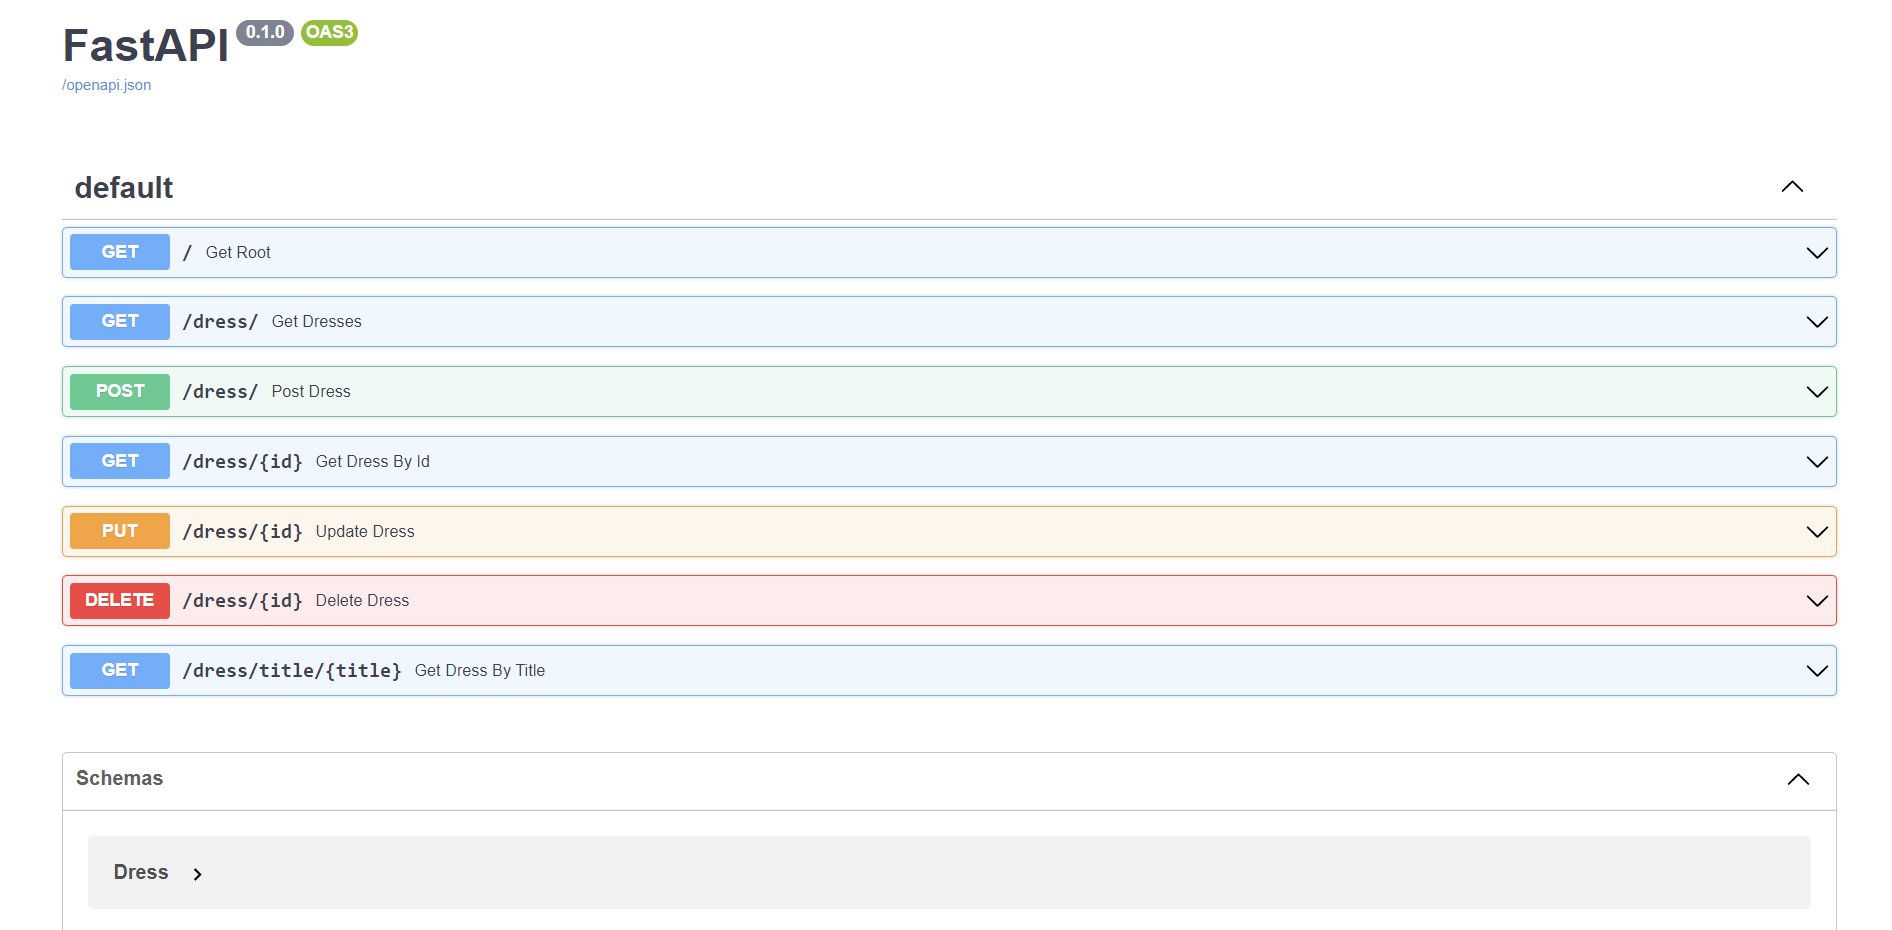 FastAPI 0.1.0 OAS3
/openapi.json
default
GET / Get Root
GET /dress/ Get Dresses
POST /dress/ Post Dress
GET /dress/{id} Get Dress By Id
PUT /dress/{id} Update Dress
DELETE /dress/{id} Delete Dress
GET /dress/title/{title} Get Dress By Title
Schemas
Dress